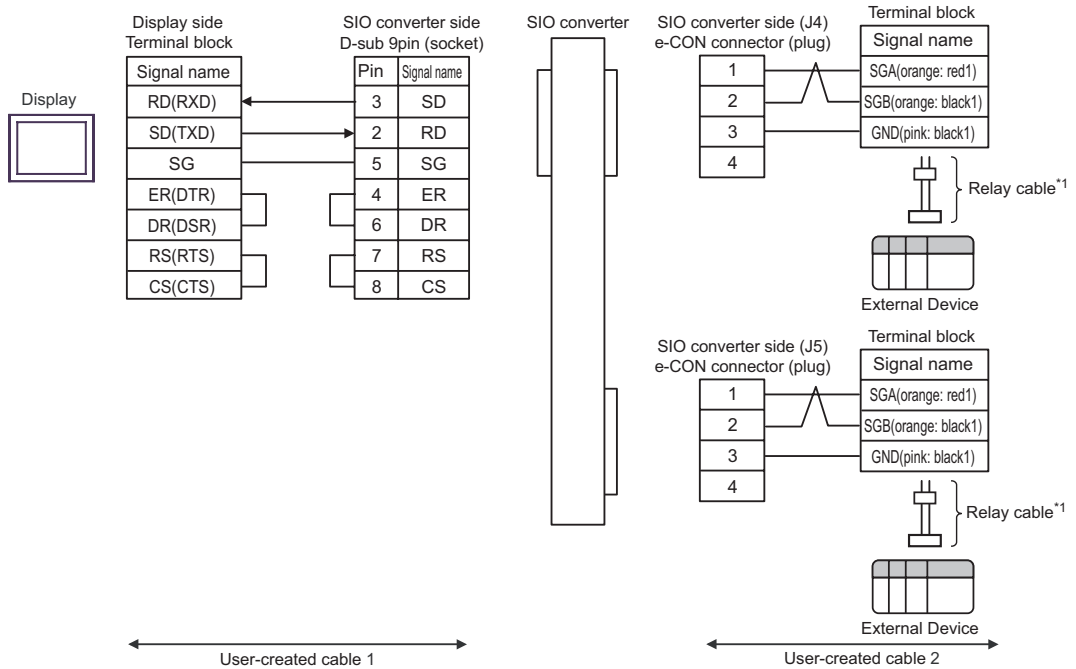 Display
Display side
Terminal block
Signal name
RD(RXD)
SD(TXD)
SG
ER(DTR)
DR(DSR)
RS(RTS)
CS(CTS)
SIO converter side
D-sub 9pin (socket)
Pin Signal name
3 SD
2 RD
5 SG
4 ER
6 DR
7 RS
8 CS
SIO converter
SIO converter side (J4)
e-CON connector (plug)
1
2
3
4
Terminal block
Signal name
SGA(orange: red1)
SGB(orange: black1)
GND(pink: black1)
Relay cable*1
External Device
SIO converter side (J5)
e-CON connector (plug)
1
2
3
4
Terminal block
Signal name
SGA(orange: red1)
SGB(orange: black1)
GND(pink: black1)
Relay cable*1
External Device
User-created cable 1
User-created cable 2